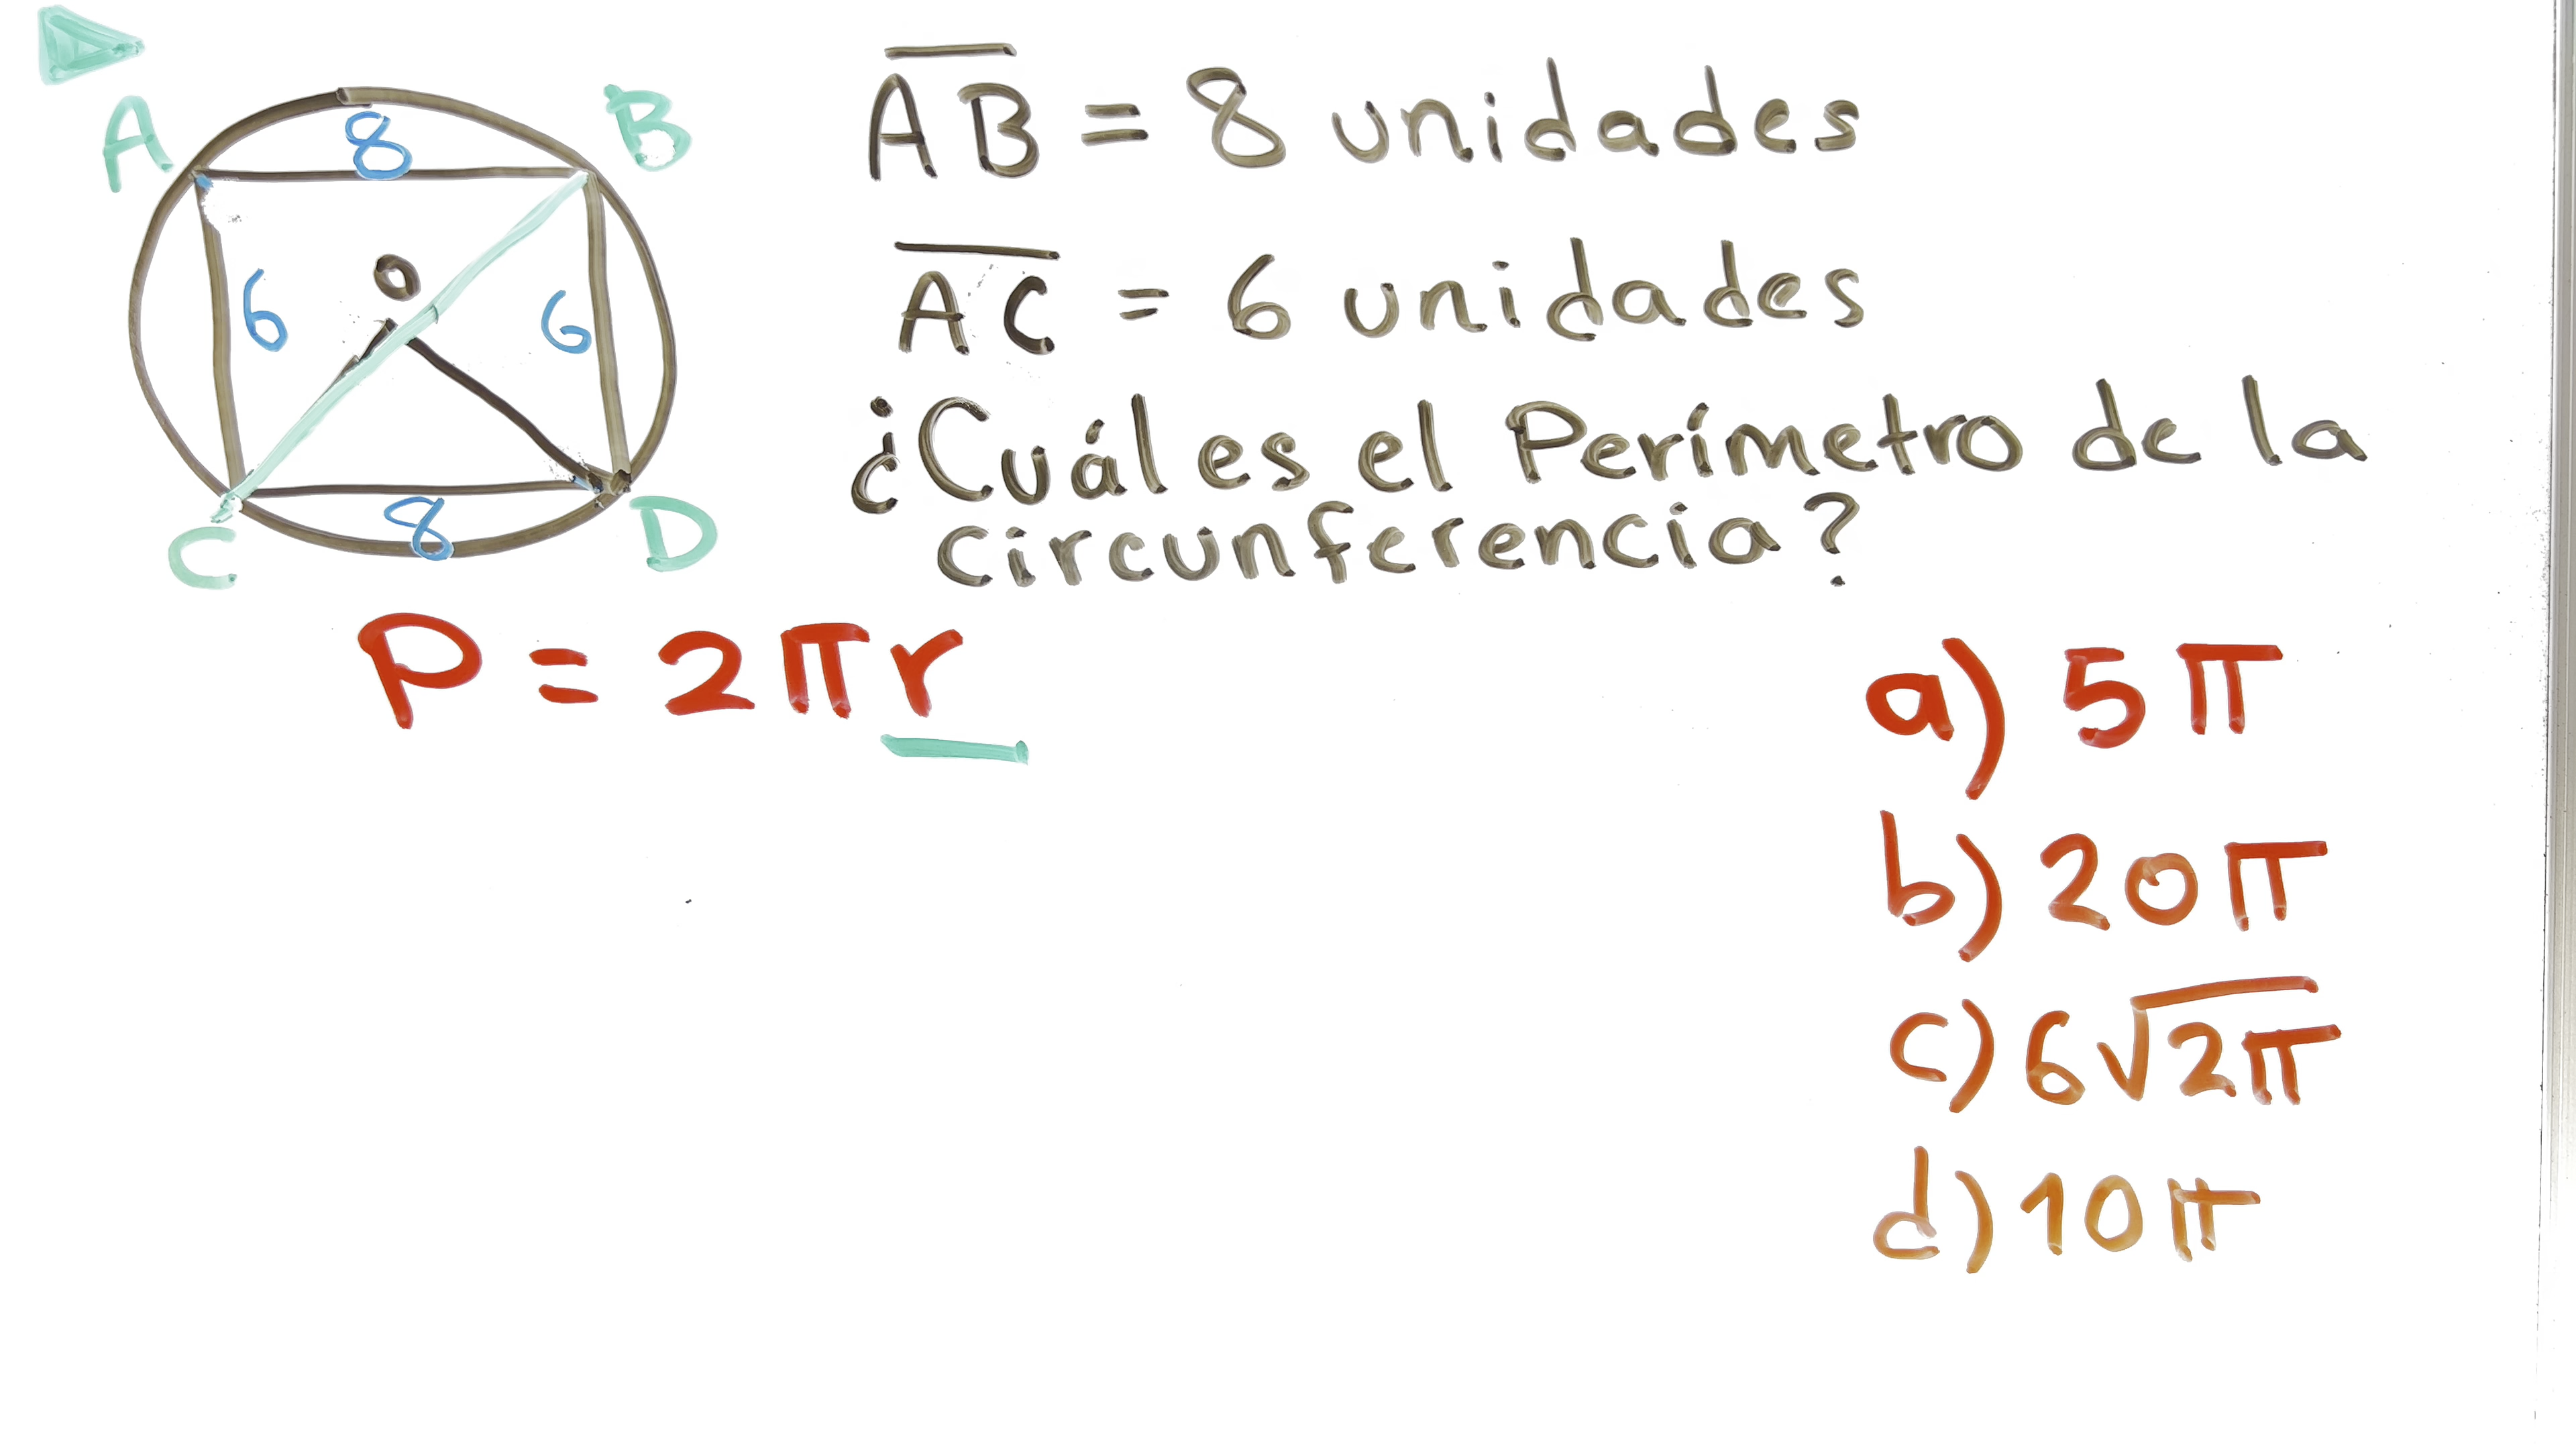 A 8 B
6 O 6
C 8 D
AB = 8 unidades
AC = 6 unidades
¿Cuál es el Perímetro de la
circunferencia?
P = 2πr
a) 5π
b) 20π
c) 6√2π
d) 10π